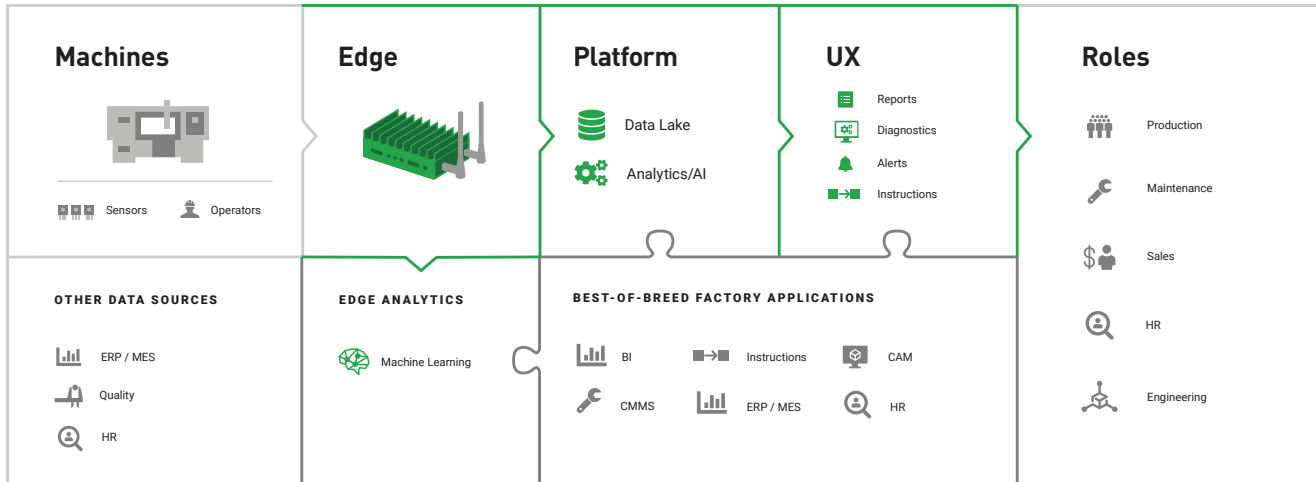 Machines
Sensors
Operators
OTHER DATA SOURCES
ERP / MES
Quality
HR
Edge
EDGE ANALYTICS
Machine Learning
Platform
Data Lake
Analytics/AI
UX
Reports
Diagnostics
Alerts
Instructions
BEST-OF-BREED FACTORY APPLICATIONS
BI
Instructions
CAM
CMMS
ERP / MES
HR
Roles
Production
Maintenance
Sales
HR
Engineering